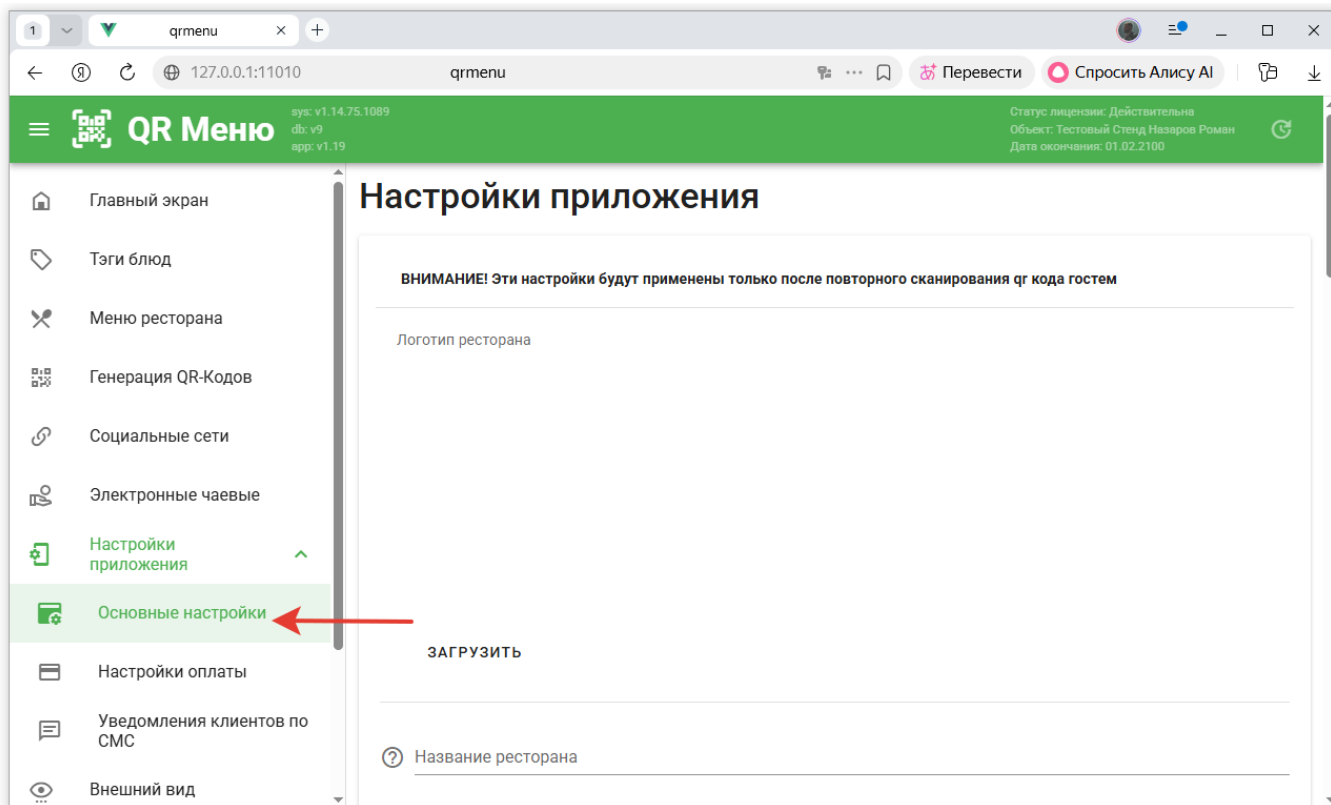 1
qrmenu
127.0.0.1:11010
qrmenu
Перевести
Спросить Алису AI
QR Меню
sys: v1.14.75.1089
db: v9
app: v1.19
Статус лицензии: Действительна
Объект: Тестовый Стенд Назаров Роман
Дата окончания: 01.02.2100
Главный экран
Тэги блюд
Меню ресторана
Генерация QR-Кодов
Социальные сети
Электронные чаевые
Настройки
приложения
Основные настройки
Настройки оплаты
Уведомления клиентов по
СМС
Внешний вид
Настройки приложения
ВНИМАНИЕ! Эти настройки будут применены только после повторного сканирования qr кода гостем
Логотип ресторана
ЗАГРУЗИТЬ
Название ресторана